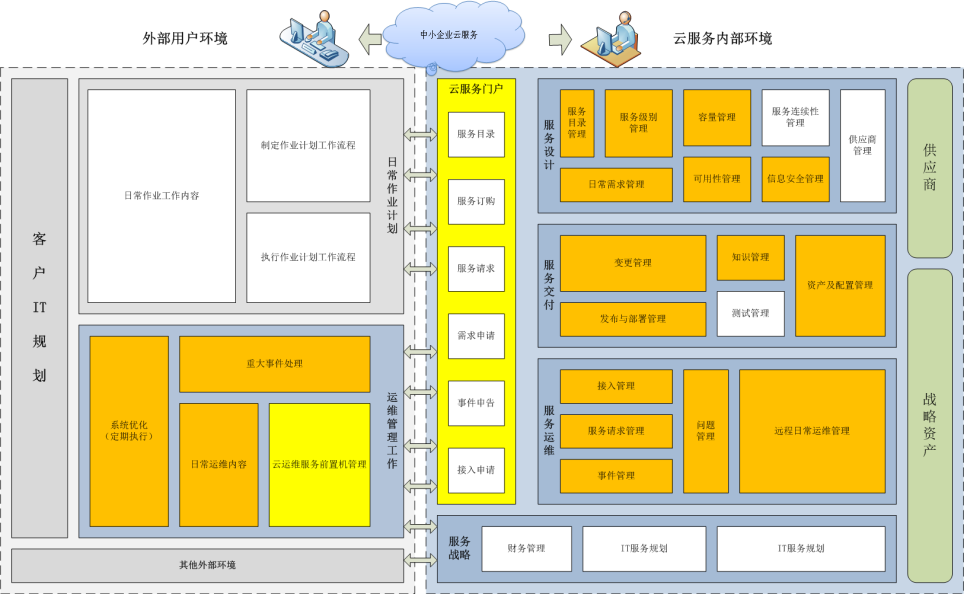 外部用户环境
中小企业云服务
云服务内部环境
客
户
IT
规
划
日常作业工作内容
制定作业计划工作流程
执行作业计划工作流程
日常作业计划
系统优化
（定期执行）
重大事件处理
日常运维内容
云运维服务前置机管理
运维管理工作
其他外部环境
云服务门户
服务目录
服务订购
服务请求
需求申请
事件申告
接入申请
服务设计
服务
目录
管理
服务级别
管理
容量管理
服务连续性
管理
供应商
管理
日常需求管理
可用性管理
信息安全管理
服务交付
变更管理
知识管理
资产及配置管理
发布与部署管理
测试管理
服务运维
接入管理
服务请求管理
事件管理
问题
管理
远程日常运维管理
服务
战略
财务管理
IT服务规划
IT服务规划
供应商
战略资产